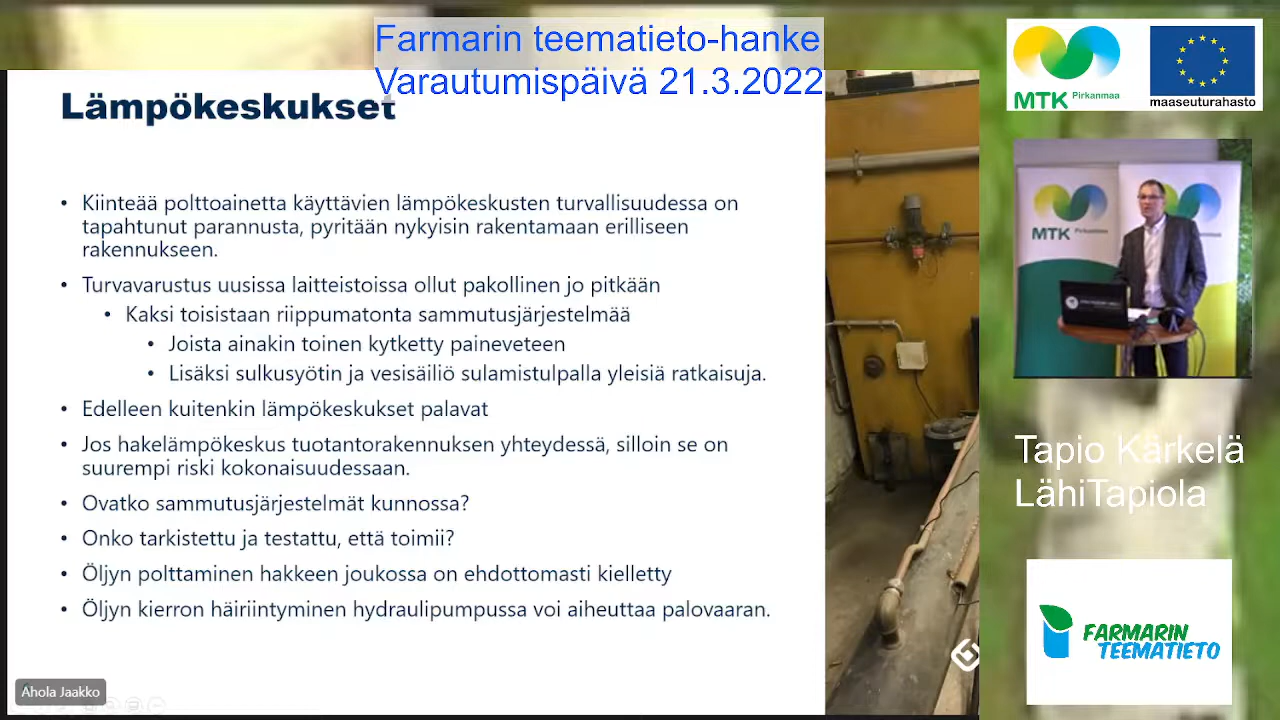 Farmarin teematieto-hanke
Varautumispäivä 21.3.2022
Lämpökeskukset
• Kiinteää polttoainetta käyttävien lämpökeskusten turvallisuudessa on
tapahtunut parannusta, pyritään nykyisin rakentamaan erilliseen
rakennukseen.
• Turvavarustus uusissa laitteistoissa ollut pakollinen jo pitkään
• Kaksi toisistaan riippumatonta sammutusjärjestelmää
• Joista ainakin toinen kytketty paineveteen
• Lisäksi sulkusyötin ja vesisäiliö sulamistulpalla yleisiä ratkaisuja.
• Edelleen kuitenkin lämpökeskukset palavat
• Jos hakelämpökeskus tuotantorakennuksen yhteydessä, silloin se on
suurempi riski kokonaisuudessaan.
• Ovatko sammutusjärjestelmät kunnossa?
• Onko tarkistettu ja testattu, että toimii?
• Öljyn polttaminen hakkeen joukossa on ehdottomasti kielletty
• Öljyn kierron häiriintyminen hydraulipumpussa voi aiheuttaa palovaaran.
Ahola Jaakko
MTK Pirkanmaa
maaseuturahasto
MTK Pirkanmaa
Tapio Kärkelä
LähiTapiola
FARMARIN
TEEMATIETO